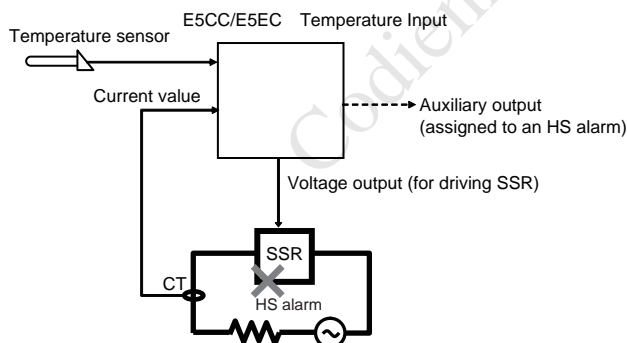 E5CC/E5EC Temperature Input
Temperature sensor
Current value
Auxiliary output
(assigned to an HS alarm)
Voltage output (for driving SSR)
SSR
CT
HS alarm
Codien